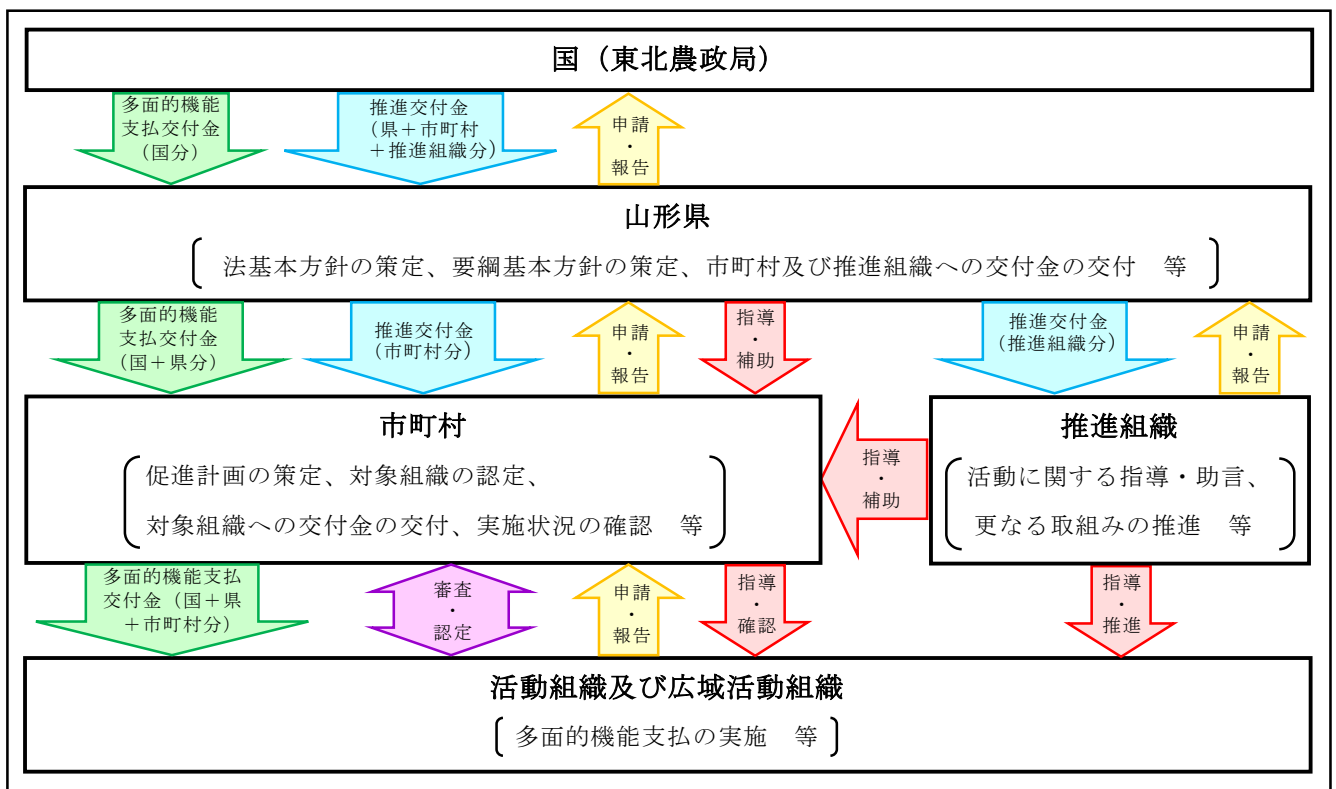 国（東北農政局）
多面的機能
支払交付金
（国分）
推進交付金
（県＋市町村
＋推進組織分）
申請
・
報告
山形県
法基本方針の策定、要綱基本方針の策定、市町村及び推進組織への交付金の交付　等
多面的機能
支払交付金
（国＋県分）
推進交付金
（市町村分）
申請
・
報告
指導
・
補助
推進交付金
（推進組織分）
申請
・
報告
市町村
促進計画の策定、対象組織の認定、
対象組織への交付金の交付、実施状況の確認　等
指導
・
補助
推進組織
活動に関する指導・助言、
更なる取組みの推進　等
多面的機能支払
交付金（国＋県
＋市町村分）
審査
・
認定
申請
・
報告
指導
・
確認
指導
・
推進
活動組織及び広域活動組織
多面的機能支払の実施　等